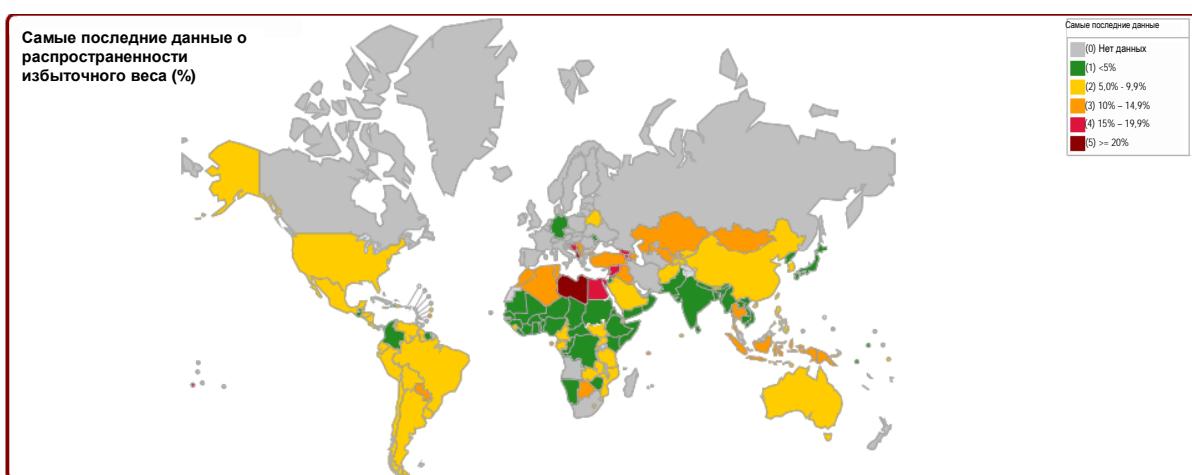 Самые последние данные о
распространенности
избыточного веса (%)
Самые последние данные
(0) Нет данных
(1) <5%
(2) 5,0% - 9,9%
(3) 10% – 14,9%
(4) 15% – 19,9%
(5) >= 20%